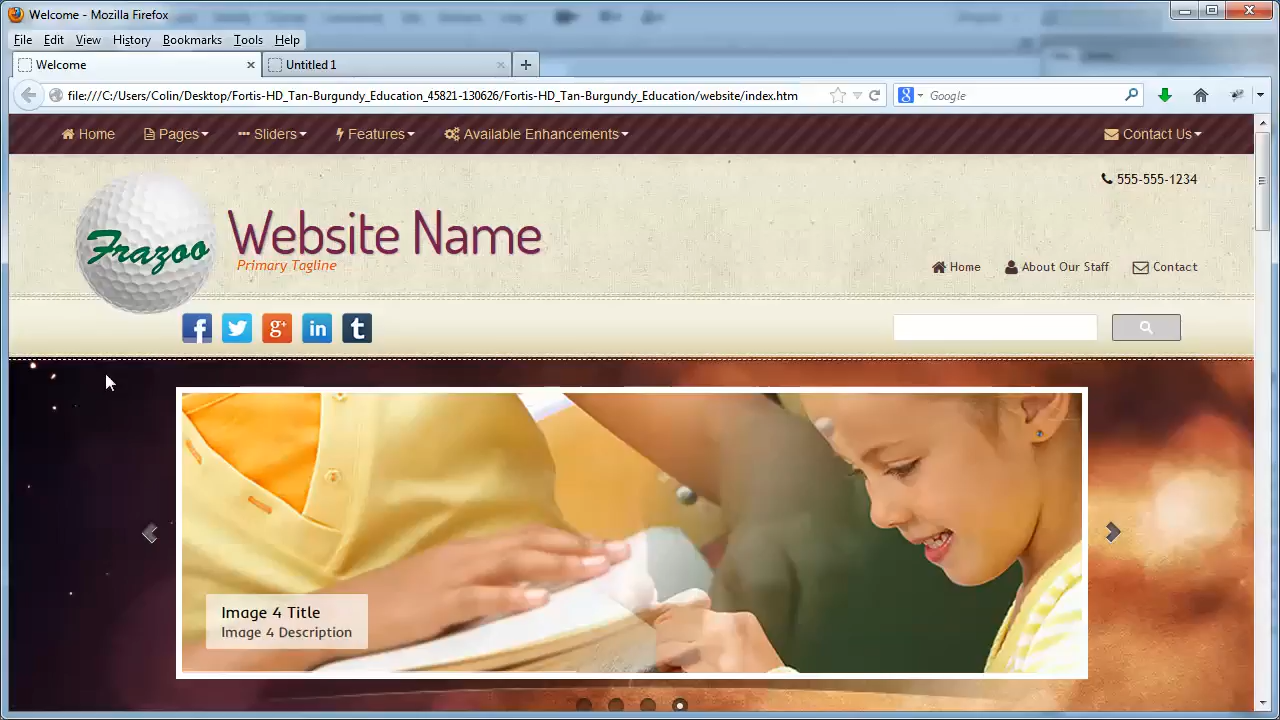 Welcome - Mozilla Firefox
File Edit View History Bookmarks Tools Help
Welcome
Untitled 1
file:///C:/Users/Colin/Desktop/Fortis-HD_Tan-Burgundy_Education_45821-130626/Fortis-HD_Tan-Burgundy_Education/website/index.htm
Google
Home Pages Sliders Features Available Enhancements Contact Us
555-555-1234
Frazoo
Website Name
Primary Tagline
Home About Our Staff Contact
Image 4 Title
Image 4 Description